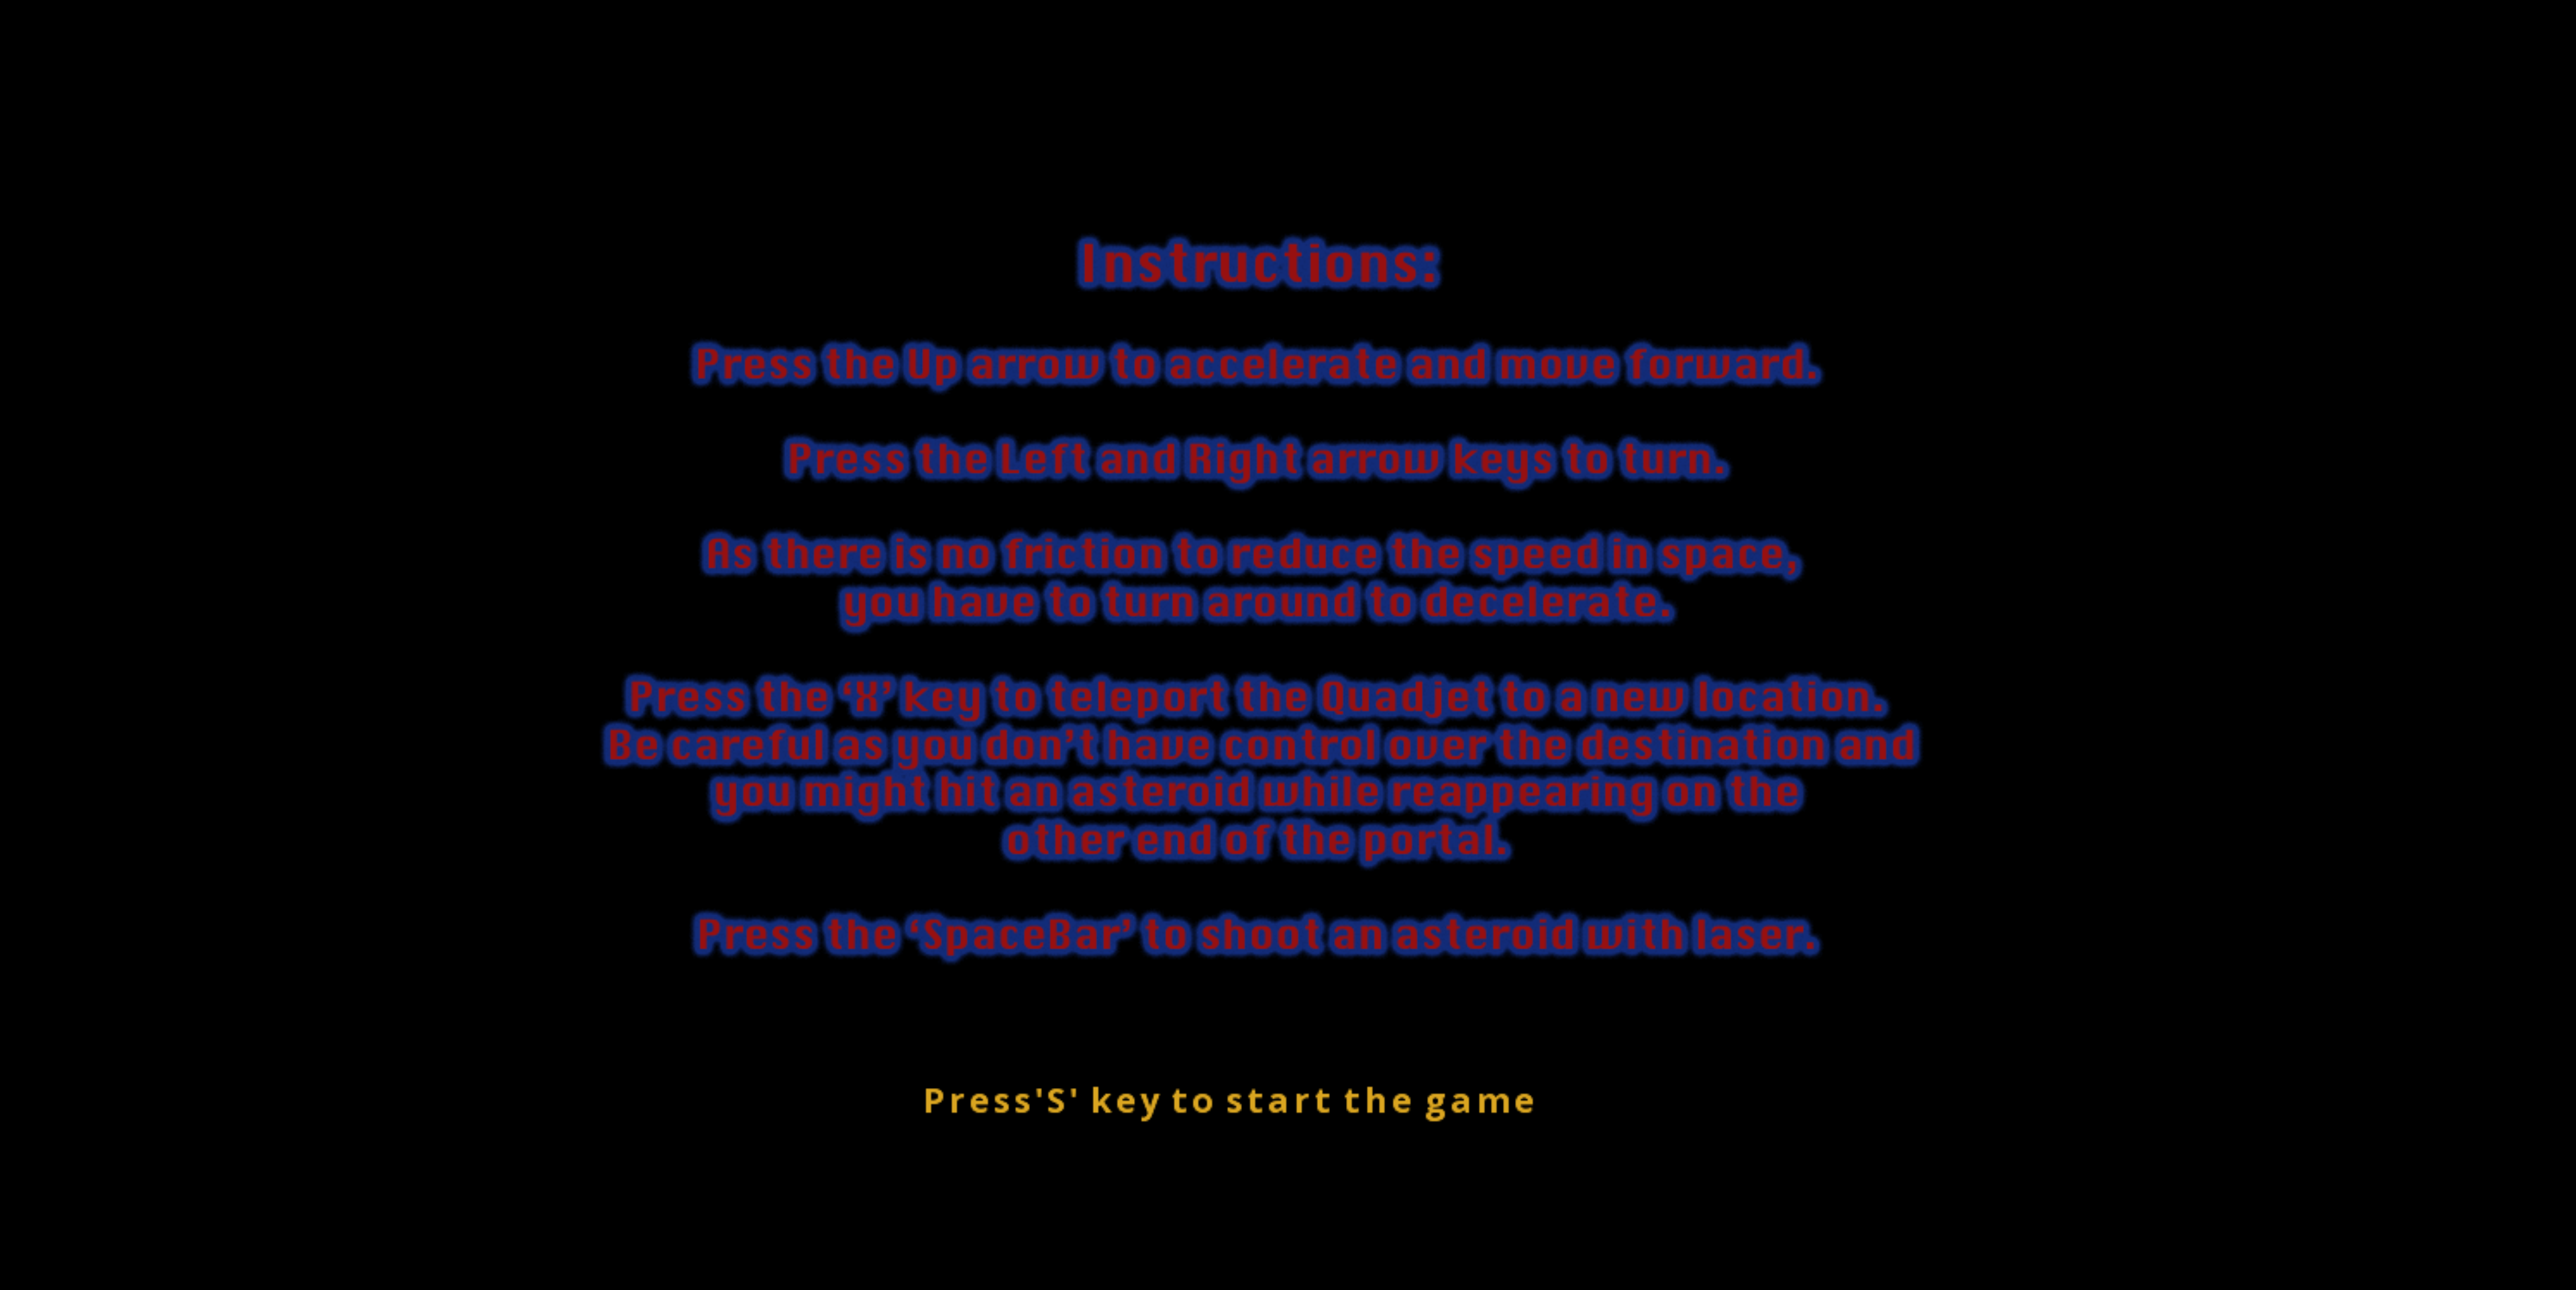 Instructions:
Press the Up arrow to accelerate and move forward.
Press the Left and Right arrow keys to turn.
As there is no friction to reduce the speed in space,
you have to turn around to decelerate.
Press the ‘X’ key to teleport the Quadjet to a new location.
Be careful as you don’t have control over the destination and
you might hit an asteroid while reappearing on the
other end of the portal.
Press the ‘SpaceBar’ to shoot an asteroid with laser.
Press'S' key to start the game